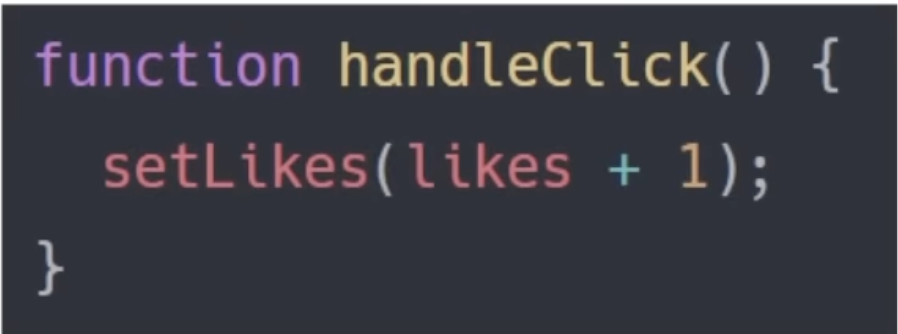 function handleClick() {
  setLikes(likes + 1);
}